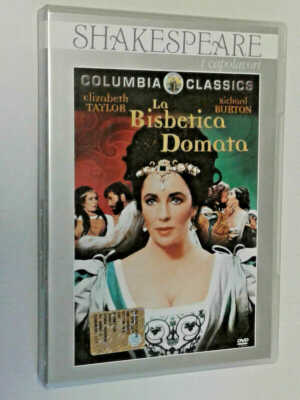 SHAKESPEARE
i capolavori
COLUMBIA CLASSICS
elizabeth TAYLOR
Richard BURTON
La
Bisbetica
Domata
DVD